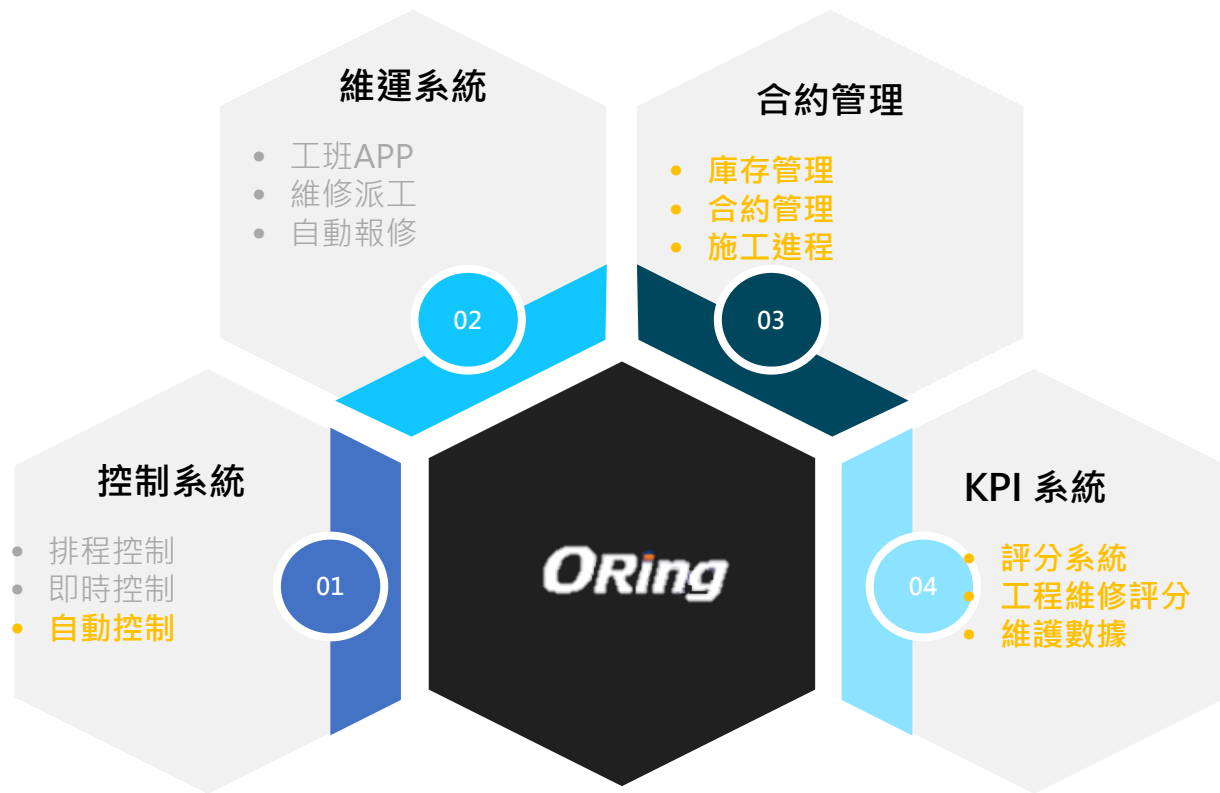 維運系統
• 工班APP
• 維修派工
• 自動報修
02
合約管理
• 庫存管理
• 合約管理
• 施工進程
03
控制系統
• 排程控制
• 即時控制
• 自動控制
01
ORing
KPI 系統
• 評分系統
• 工程維修評分
• 維護數據
04